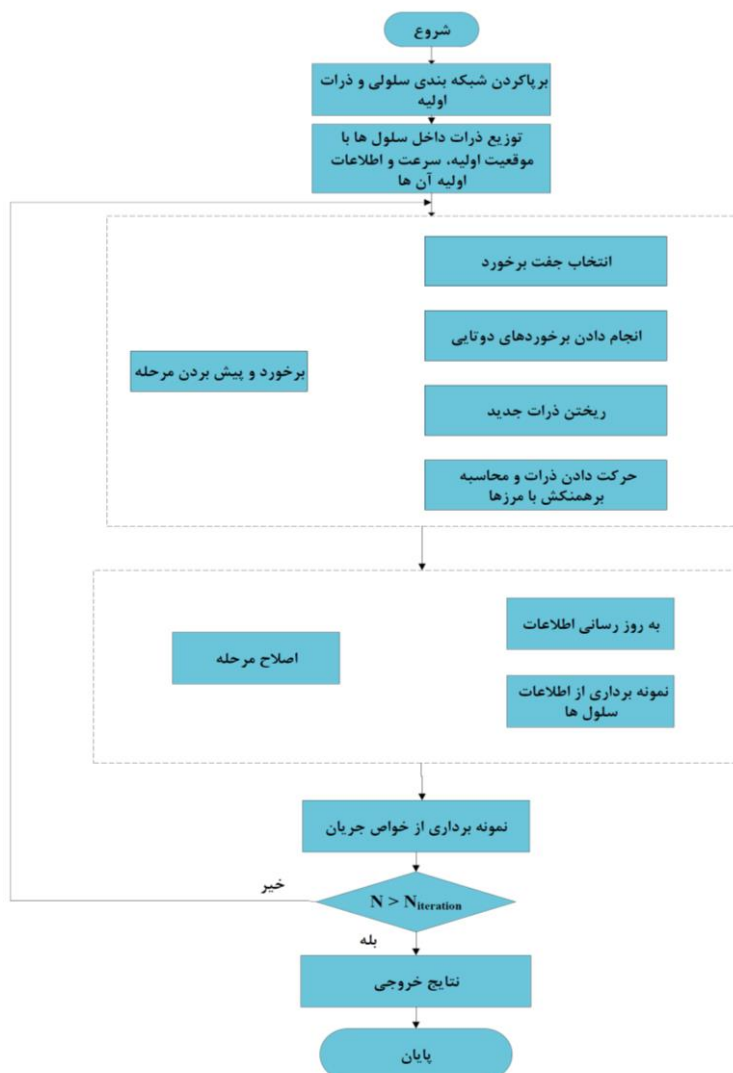 شروع
برپاکردن شبکه بندی سلولی و ذرات
اولیه
توزیع ذرات داخل سلول ها با
موقعیت اولیه، سرعت و اطلاعات
اولیه آن ها
انتخاب جفت برخورد
انجام دادن برخوردهای دوتایی
برخورد و پیش بردن مرحله
ریختن ذرات جدید
حرکت دادن ذرات و محاسبه
برهمنکش با مرزها
به روز رسانی اطلاعات
اصلاح مرحله
نمونه برداری از اطلاعات
سلول ها
نمونه برداری از خواص جریان
خیر
N > Niteration
بله
نتایج خروجی
پایان